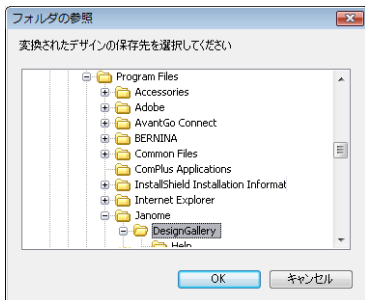 フォルダの参照
変換されたデザインの保存先を選択してください
Program Files
Accessories
Adobe
AvantGo Connect
BERNINA
Common Files
ComPlus Applications
InstallShield Installation Informat
Internet Explorer
Janome
DesignGallery
Help
OK キャンセル